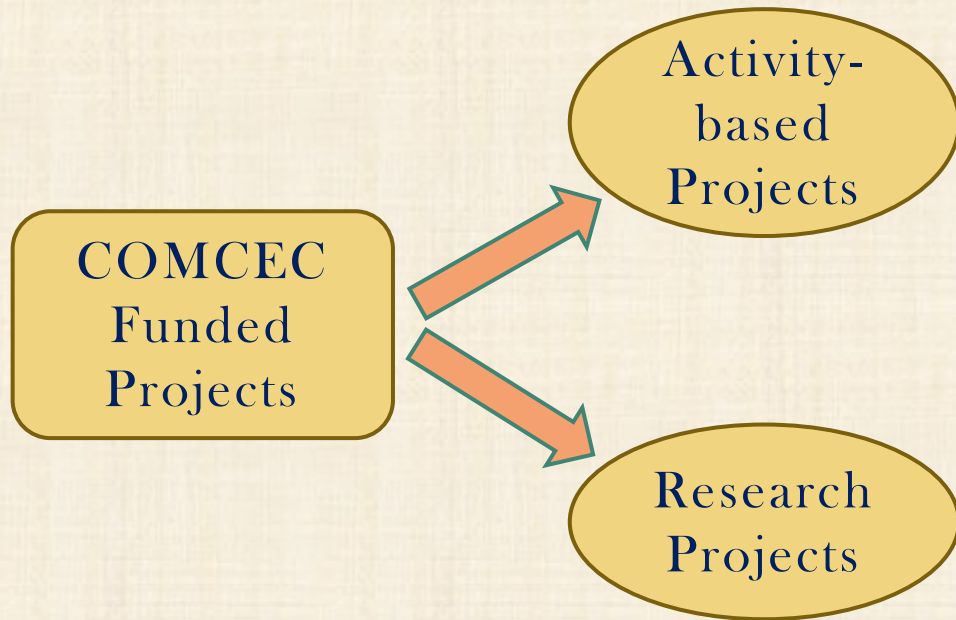 COMCEC
Funded
Projects
Activity-
based
Projects
Research
Projects